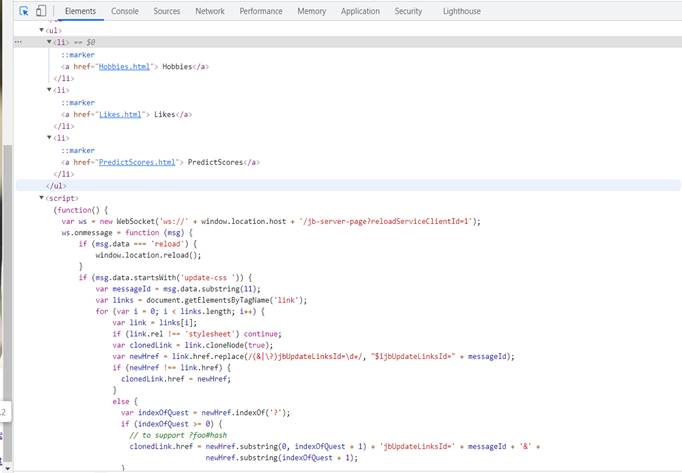 Elements Console Sources Network Performance Memory Application Security Lighthouse
▼<ul>
··· ▼<li> == $0
::marker
<a href="Hobbies.html"> Hobbies</a>
</li>
▼<li>
::marker
<a href="Likes.html"> Likes</a>
</li>
▼<li>
::marker
<a href="PredictScores.html"> PredictScores</a>
</li>
</ul>
▼<script>
(function() {
var ws = new WebSocket('ws://' + window.location.host + '/jb-server-page?reloadServiceClientId=1');
ws.onmessage = function (msg) {
if (msg.data === 'reload') {
window.location.reload();
}
if (msg.data.startsWith('update-css ')) {
var messageId = msg.data.substring(11);
var links = document.getElementsByTagName('link');
for (var i = 0; i < links.length; i++) {
var link = links[i];
if (link.rel !== 'stylesheet') continue;
var clonedLink = link.cloneNode(true);
var newHref = link.href.replace(/(&|\?)jbUpdateLinksId=\d+/, "$1jbUpdateLinksId=" + messageId);
if (newHref !== link.href) {
clonedLink.href = newHref;
}
else {
var indexOfQuest = newHref.indexOf('?');
if (indexOfQuest >= 0) {
// to support ?foo#hash
clonedLink.href = newHref.substring(0, indexOfQuest + 1) + 'jbUpdateLinksId=' + messageId + '&' +
newHref.substring(indexOfQuest + 1);
}